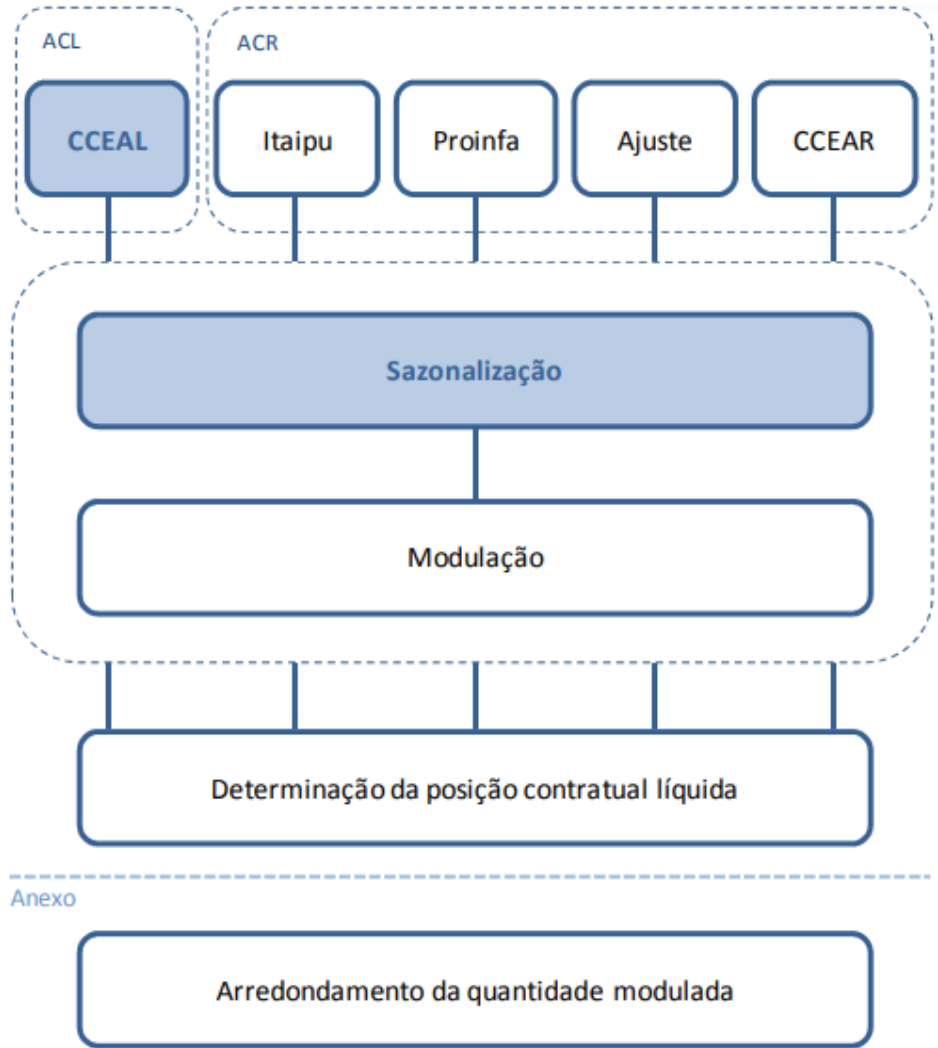 ACL
ACR
CCEAL
Itaipu
Proinfa
Ajuste
CCEAR
Sazonalização
Modulação
Determinação da posição contratual líquida
Anexo
Arredondamento da quantidade modulada